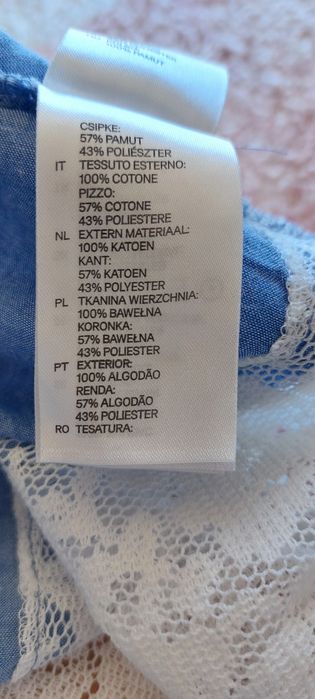 100% PAMUT
CSIPKE:
57% PAMUT
43% POLIÉSZTER
IT TESSUTO ESTERNO:
100% COTONE
PIZZO:
57% COTONE
43% POLIESTERE
NL EXTERN MATERIAAL:
100% KATOEN
KANT:
57% KATOEN
43% POLYESTER
PL TKANINA WIERZCHNIA:
100% BAWEŁNA
KORONKA:
57% BAWEŁNA
43% POLIESTER
PT EXTERIOR:
100% ALGODÃO
RENDA:
57% ALGODÃO
43% POLIESTER
RO TESATURA: